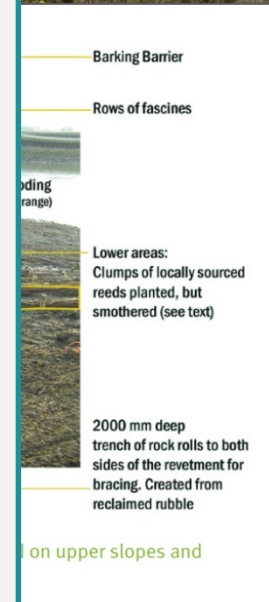 Barking Barrier
Rows of fascines
range)
Lower areas:
Clumps of locally sourced
reeds planted, but
smothered (see text)
2000 mm deep
trench of rock rolls to both
sides of the revetment for
bracing. Created from
reclaimed rubble
on upper slopes and